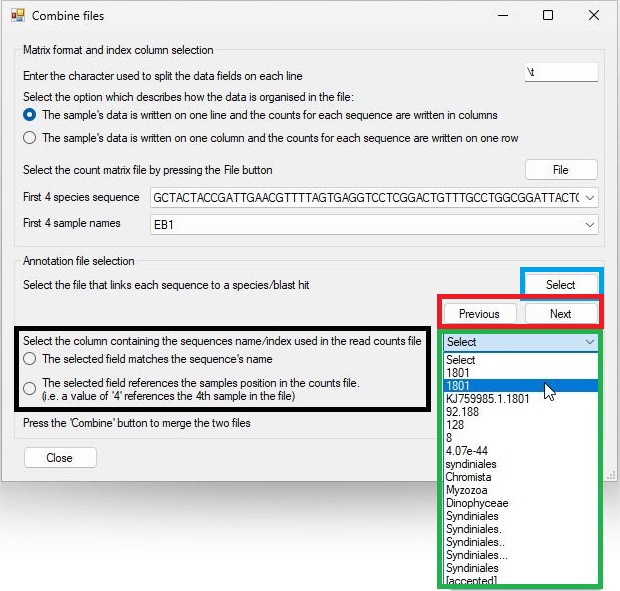 Combine files
Matrix format and index column selection
Enter the character used to split the data fields on each line
\t
Select the option which describes how the data is organised in the file:
The sample's data is written on one line and the counts for each sequence are written in columns
The sample's data is written on one column and the counts for each sequence are written on one row
Select the count matrix file by pressing the File button
File
First 4 species sequence
GCTACTACCGATTGAACGTTTTAGTGAGGTCCTCGGACTGTTTGCCTGGCGGATTACTC
First 4 sample names
EB1
Annotation file selection
Select the file that links each sequence to a species/blast hit
Select
Previous
Next
Select the column containing the sequences name/index used in the read counts file
Select
The selected field matches the sequence's name
The selected field references the samples position in the counts file.
(i.e. a value of '4' references the 4th sample in the file)
Press the 'Combine' button to merge the two files
Close
Select
1801
1801
KJ759985.1.1801
92.188
128
8
4.07e-44
syndiniales
Chromista
Myzozoa
Dinophyceae
Syndiniales
Syndiniales.
Syndiniales..
Syndiniales...
Syndiniales
[accepted]